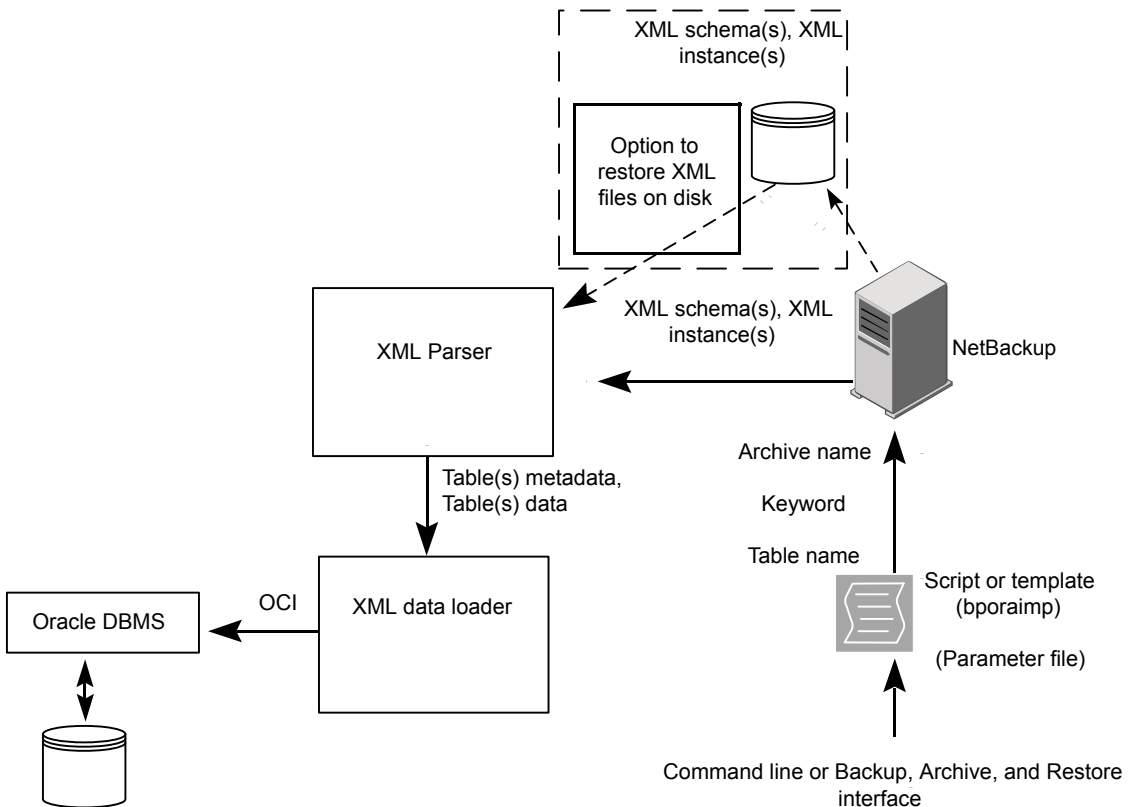 XML schema(s), XML
instance(s)
Option to
restore XML
files on disk
XML schema(s), XML
instance(s)
XML Parser
NetBackup
Archive name
Keyword
Table name
Table(s) metadata,
Table(s) data
Script or template
(bporaimp)
(Parameter file)
OCI
XML data loader
Oracle DBMS
Command line or Backup, Archive, and Restore
interface